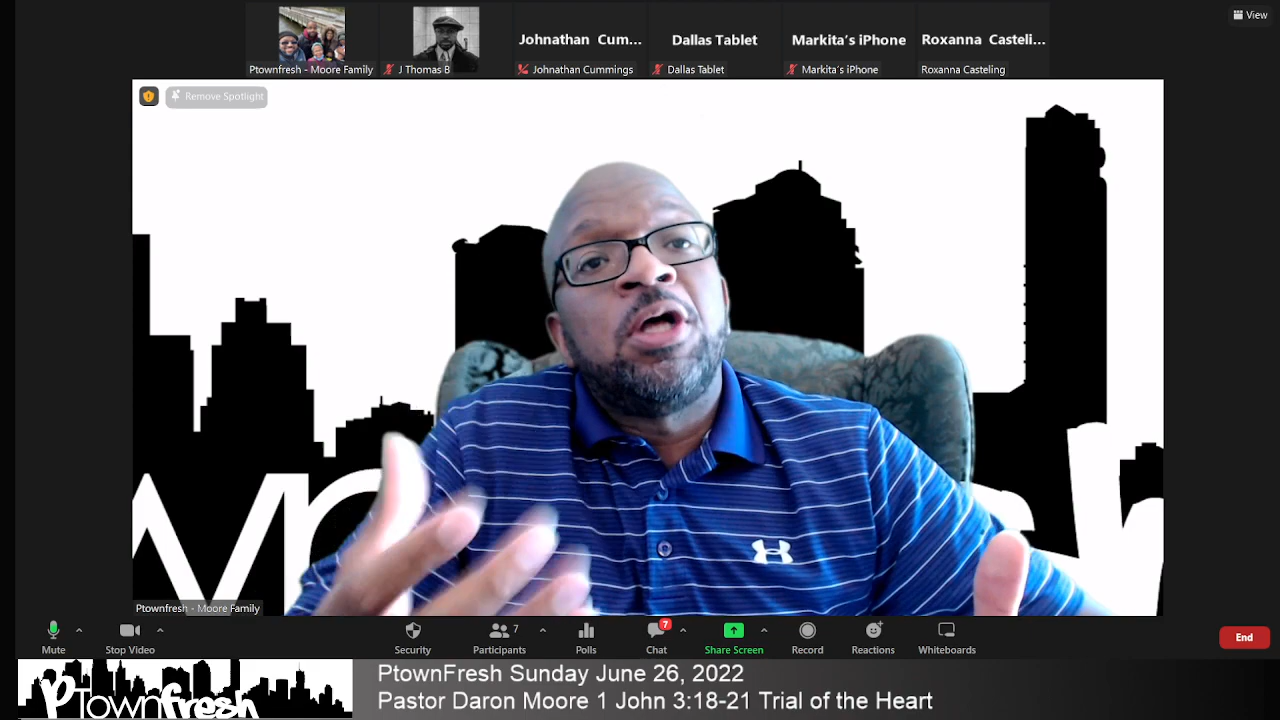 View
Johnathan Cum...
Dallas Tablet
Markita's iPhone
Roxanna Casteli...
Ptownfresh - Moore Family
J Thomas B
Johnathan Cummings
Dallas Tablet
Markita's iPhone
Roxanna Casteling
Remove Spotlight
Ptownfresh - Moore Family
7
7
Mute
Stop Video
Security
Participants
Polls
Chat
Share Screen
Record
Reactions
Whiteboards
End
PTownfresh
PtownFresh Sunday June 26, 2022
Pastor Daron Moore 1 John 3:18-21 Trial of the Heart